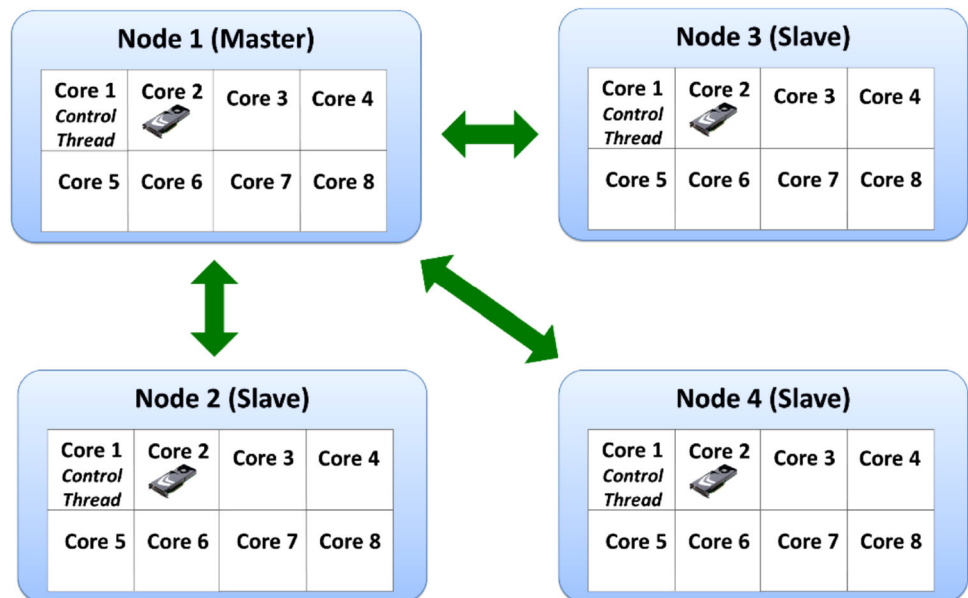 Node 1 (Master)
Core 1 Core 2 Core 3 Core 4
Control
Thread
Core 5 Core 6 Core 7 Core 8
Node 3 (Slave)
Core 1 Core 2 Core 3 Core 4
Control
Thread
Core 5 Core 6 Core 7 Core 8
Node 2 (Slave)
Core 1 Core 2 Core 3 Core 4
Control
Thread
Core 5 Core 6 Core 7 Core 8
Node 4 (Slave)
Core 1 Core 2 Core 3 Core 4
Control
Thread
Core 5 Core 6 Core 7 Core 8